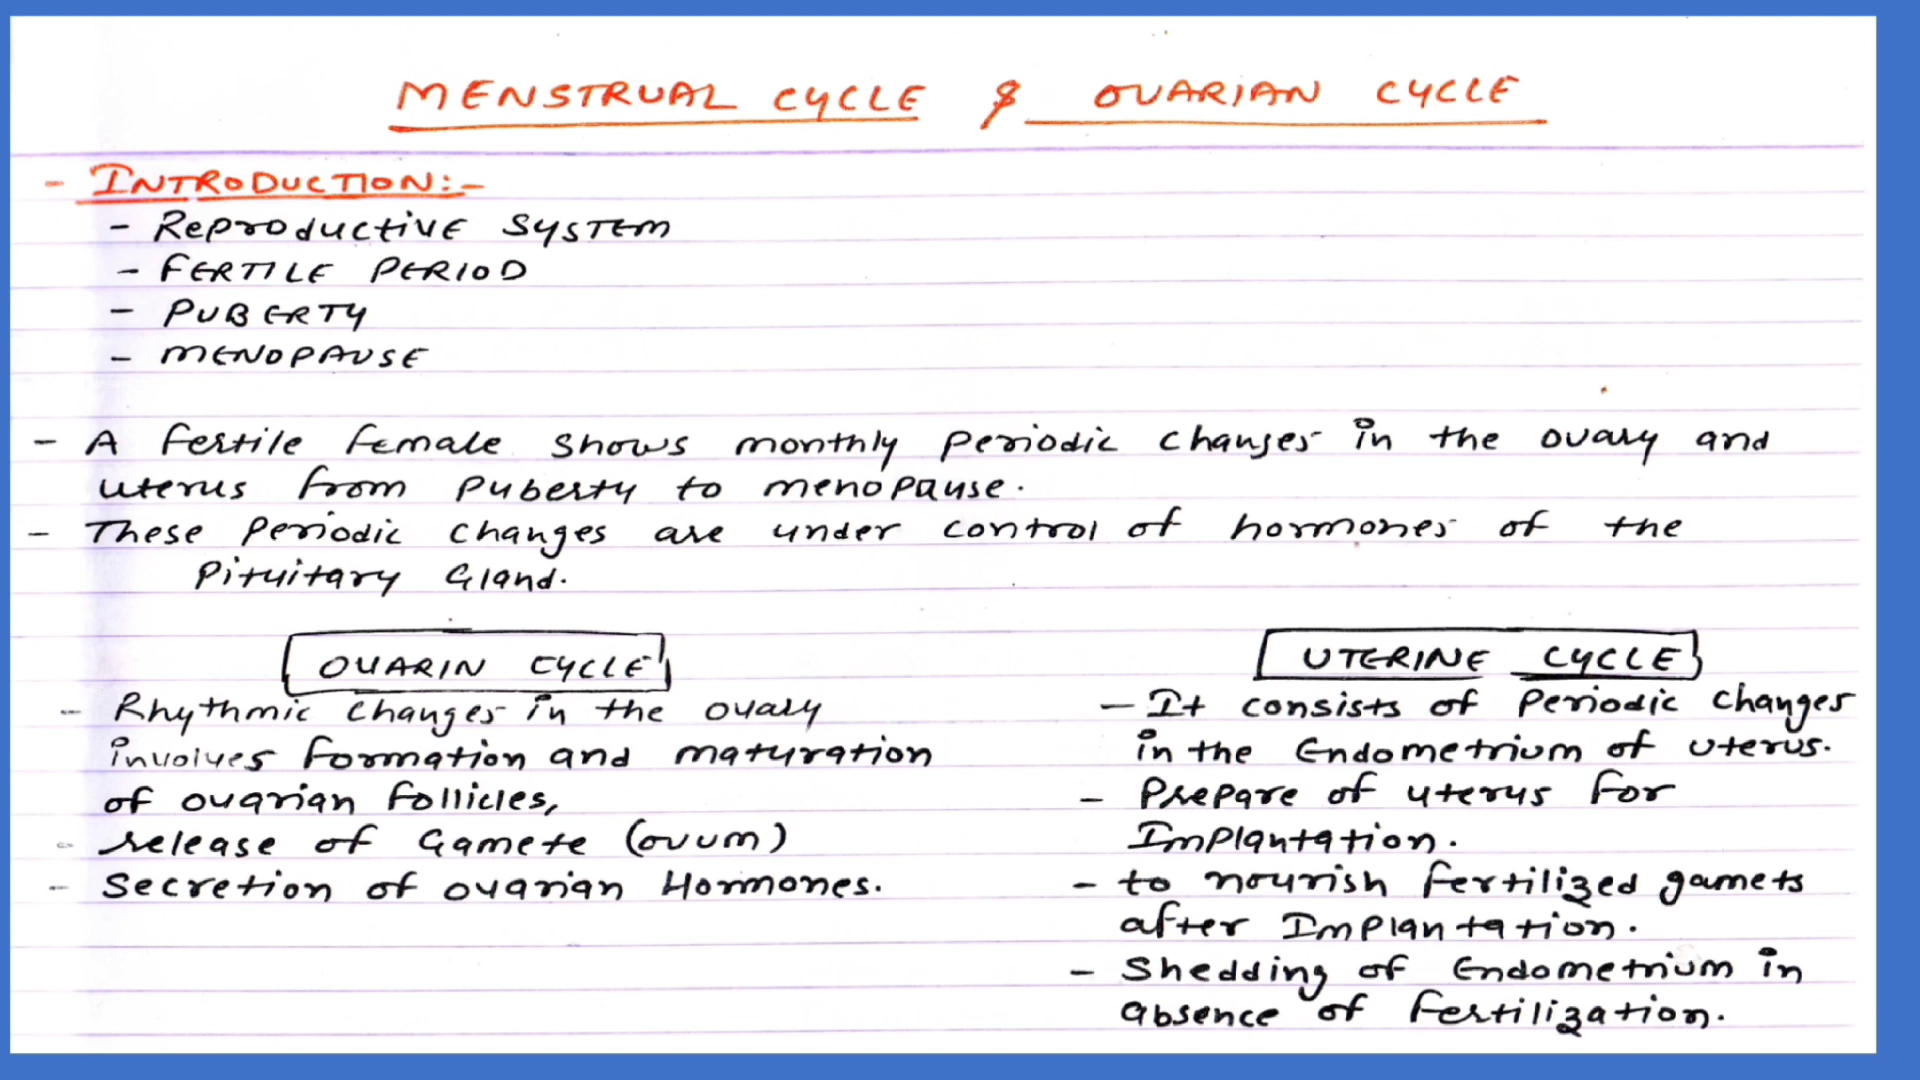 MENSTRUAL CYCLE & OVARIAN CYCLE
- INTRODUCTION:-
- Reproductive System
- FERTILE PERIOD
- PUBERTY
- MENOPAUSE
- A fertile female shows monthly periodic changes in the ovary and
uterus from puberty to menopause.
- These periodic changes are under control of hormones of the
Pituitary Gland.
OVARIN CYCLE
- Rhythmic changes in the ovary
involves formation and maturation
of ovarian follicles,
- release of Gamete (ovum)
- Secretion of ovarian Hormones.
UTERINE CYCLE
- It consists of Periodic changes
in the Endometrium of uterus.
- Prepare of uterus for
Implantation.
- to nourish fertilized gamets
after Implantation.
- Shedding of Endometrium in
absence of fertilization.